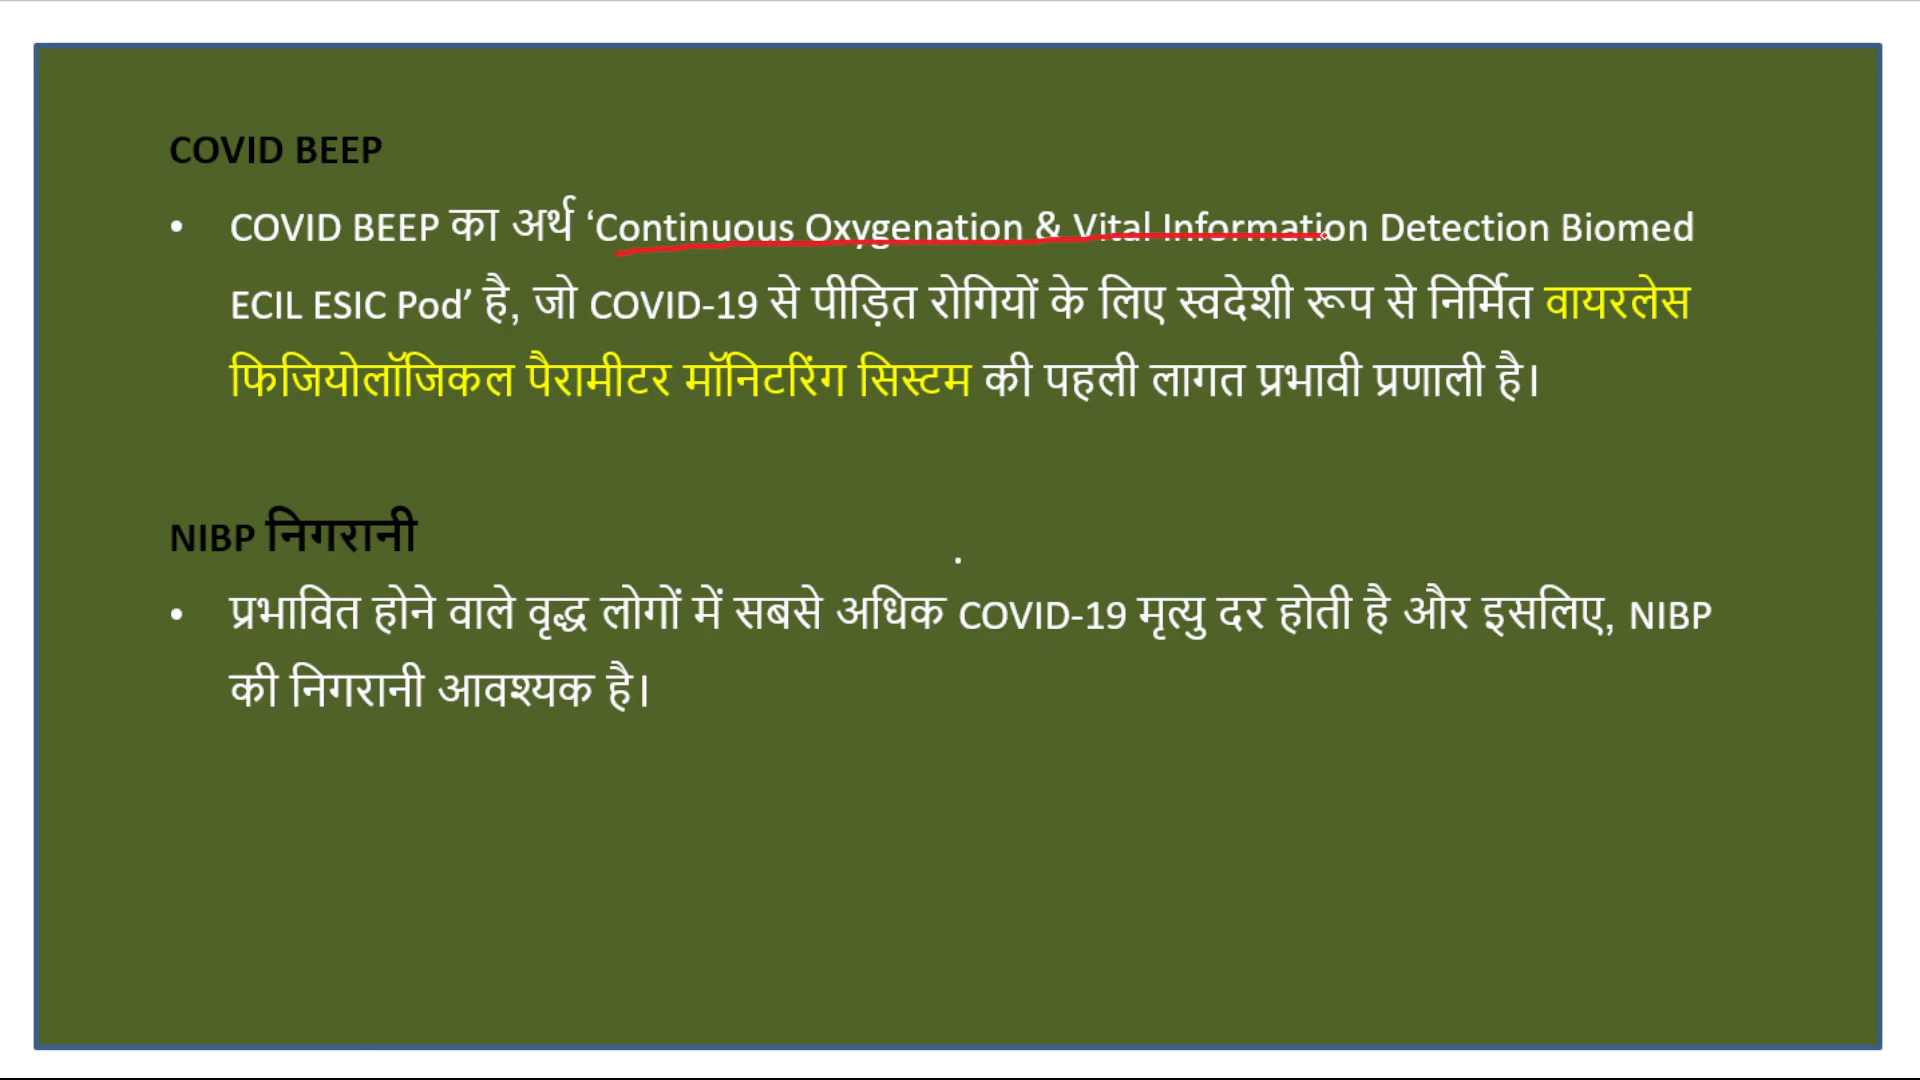 COVID BEEP
• COVID BEEP का अर्थ ‘Continuous Oxygenation & Vital Information Detection Biomed
ECIL ESIC Pod’ है, जो COVID-19 से पीड़ित रोगियों के लिए स्वदेशी रूप से निर्मित वायरलेस
फिजियोलॉजिकल पैरामीटर मॉनिटरिंग सिस्टम की पहली लागत प्रभावी प्रणाली है।
NIBP निगरानी
• प्रभावित होने वाले वृद्ध लोगों में सबसे अधिक COVID-19 मृत्यु दर होती है और इसलिए, NIBP
की निगरानी आवश्यक है।